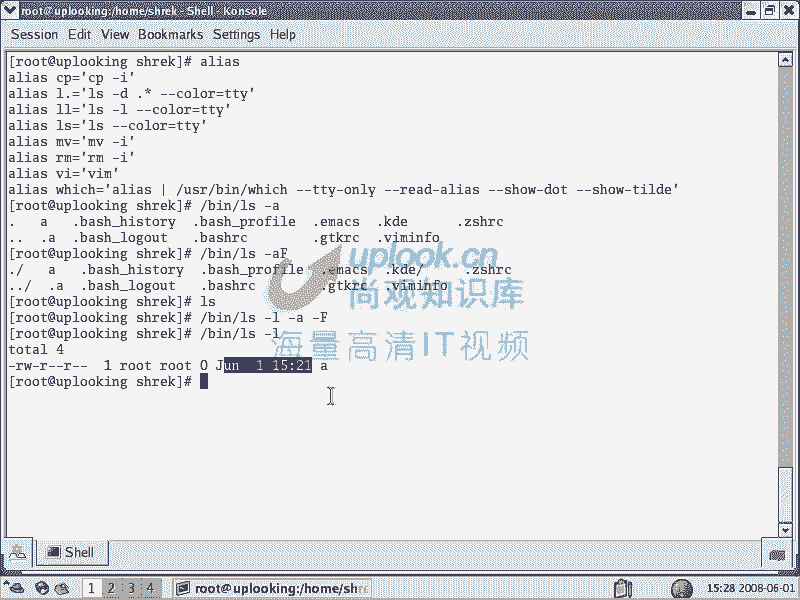 root@uplooking:/home/shrek - Shell - Konsole
Session Edit View Bookmarks Settings Help
[root@uplooking shrek]# alias
alias cp='cp -i'
alias l.='ls -d .* --color=tty'
alias ll='ls -l --color=tty'
alias ls='ls --color=tty'
alias mv='mv -i'
alias rm='rm -i'
alias vi='vim'
alias which='alias | /usr/bin/which --tty-only --read-alias --show-dot --show-tilde'
[root@uplooking shrek]# /bin/ls -a
. a .bash_history .bash_profile .emacs .kde .zshrc
.. .a .bash_logout .bashrc .gtkrc .viminfo
[root@uplooking shrek]# /bin/ls -aF
./ a .bash_history .bash_profile .emacs .kde/ .zshrc
../ .a .bash_logout .bashrc .gtkrc .viminfo
[root@uplooking shrek]# ls
[root@uplooking shrek]# /bin/ls -l -a -F
[root@uplooking shrek]# /bin/ls -l
total 4
-rw-r--r-- 1 root root 0 Jun 1 15:21 a
[root@uplooking shrek]#
uplook.cn
尚观知识库
海量高清IT视频
Shell
1 2 3 4 root@uplooking:/home/shre 15:28 2008-06-01